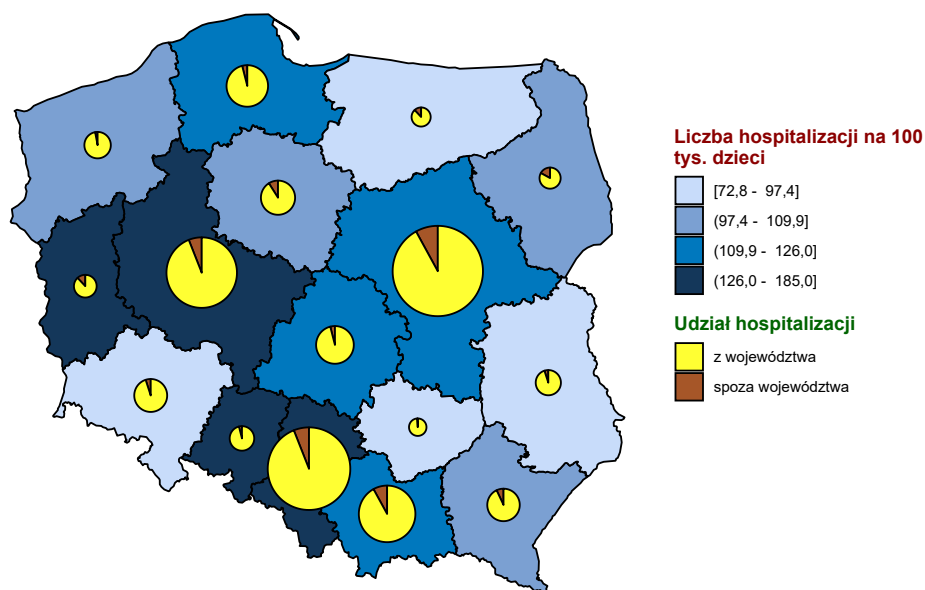 Liczba hospitalizacji na 100
tys. dzieci
[72,8 - 97,4]
(97,4 - 109,9]
(109,9 - 126,0]
(126,0 - 185,0]
Udział hospitalizacji
z województwa
spoza województwa